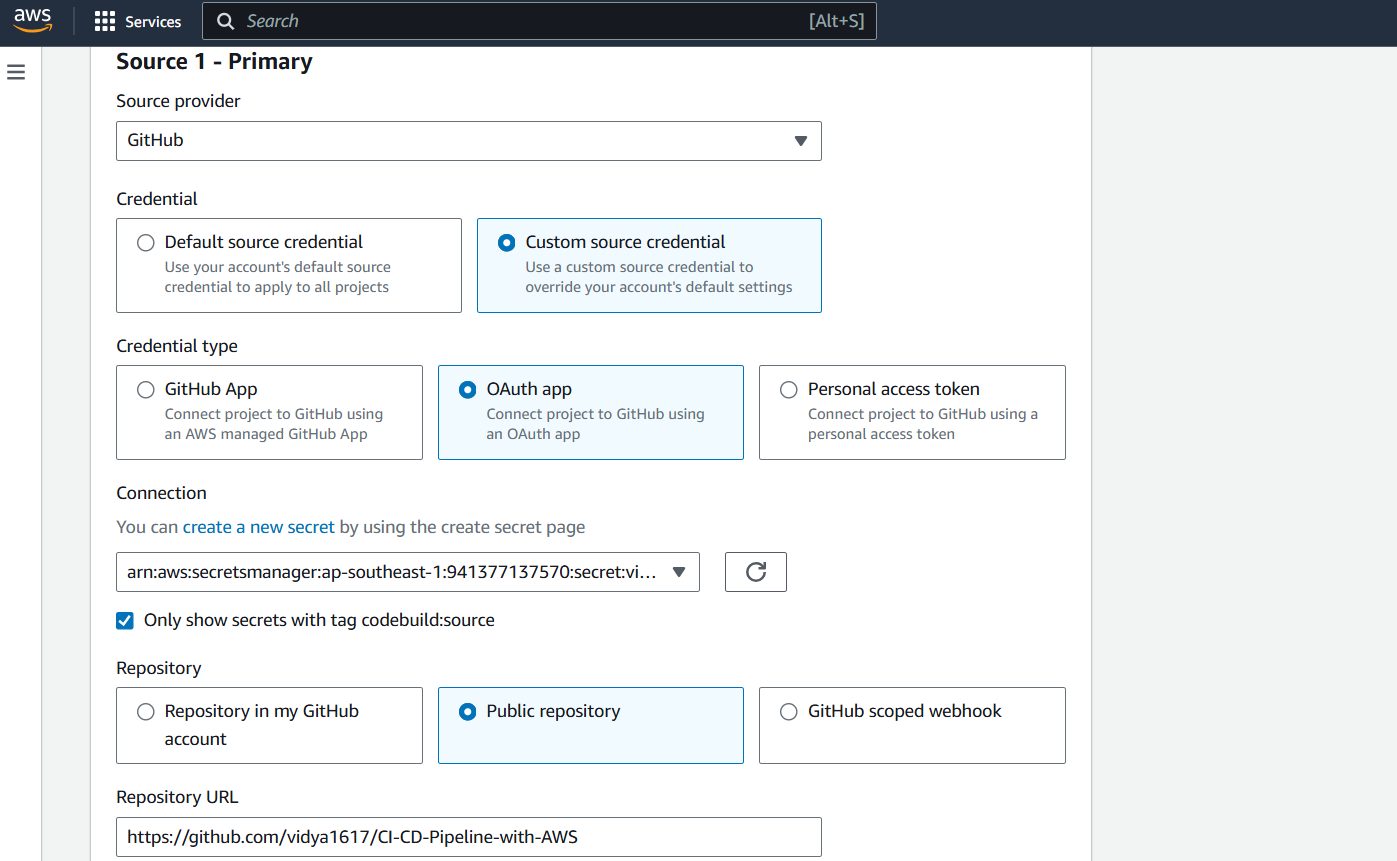 aws
Services
Search
[Alt+S]
Source 1 - Primary
Source provider
GitHub
Credential
Default source credential
Use your account's default source
credential to apply to all projects
Custom source credential
Use a custom source credential to
override your account's default settings
Credential type
GitHub App
Connect project to GitHub using
an AWS managed GitHub App
OAuth app
Connect project to GitHub using
an OAuth app
Personal access token
Connect project to GitHub using a
personal access token
Connection
You can create a new secret by using the create secret page
arn:aws:secretsmanager:ap-southeast-1:941377137570:secret:vi...
Only show secrets with tag codebuild:source
Repository
Repository in my GitHub
account
Public repository
GitHub scoped webhook
Repository URL
https://github.com/vidya1617/CI-CD-Pipeline-with-AWS